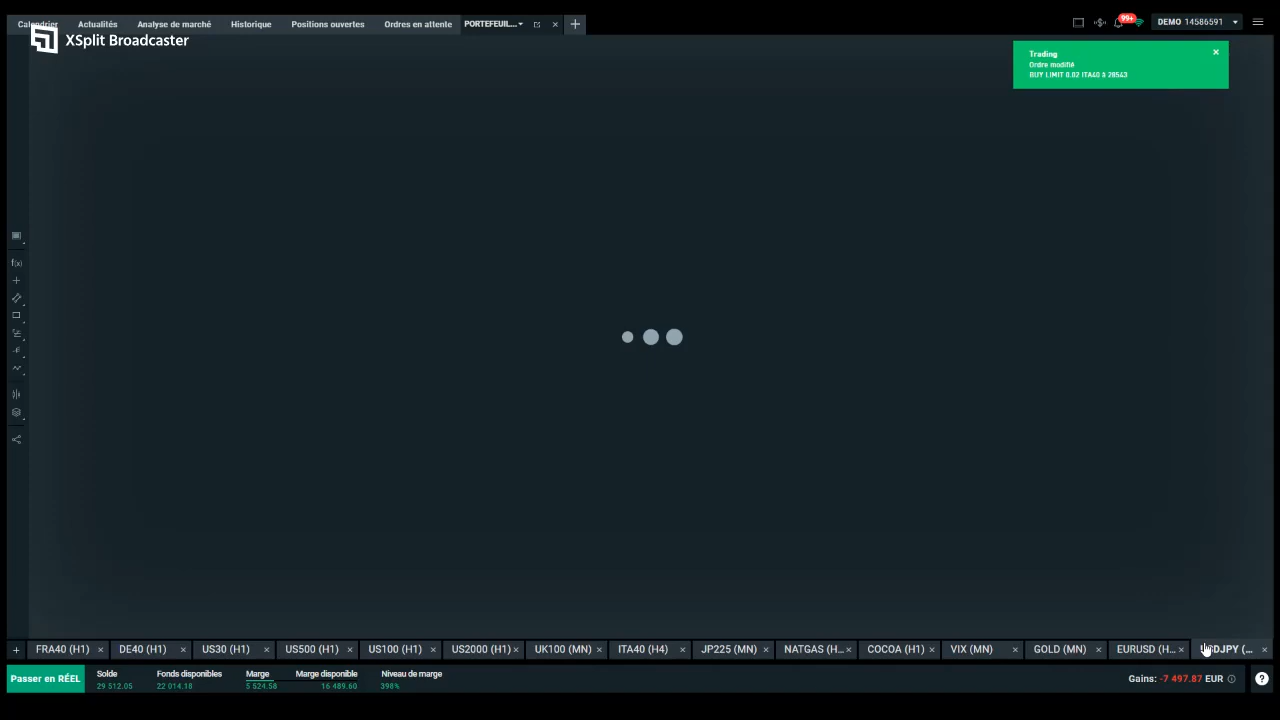 Calendrier Actualités Analyse de marché Historique Positions ouvertes Ordres en attente PORTEFEUIL... 99+ DEMO 14586591
XSplit Broadcaster
Trading
Ordre modifié
BUY LIMIT 0.02 ITA40 à 28543
f(x)
FRA40 (H1) DE40 (H1) US30 (H1) US500 (H1) US100 (H1) US2000 (H1) UK100 (MN) ITA40 (H4) JP225 (MN) NATGAS (H... COCOA (H1) VIX (MN) GOLD (MN) EURUSD (H... USDJPY (...
Passer en RÉEL Solde Fonds disponibles Marge Marge disponible Niveau de marge Gains: -7 497.87 EUR
29 512.05 22 014.18 5 524.58 16 489.60 398%